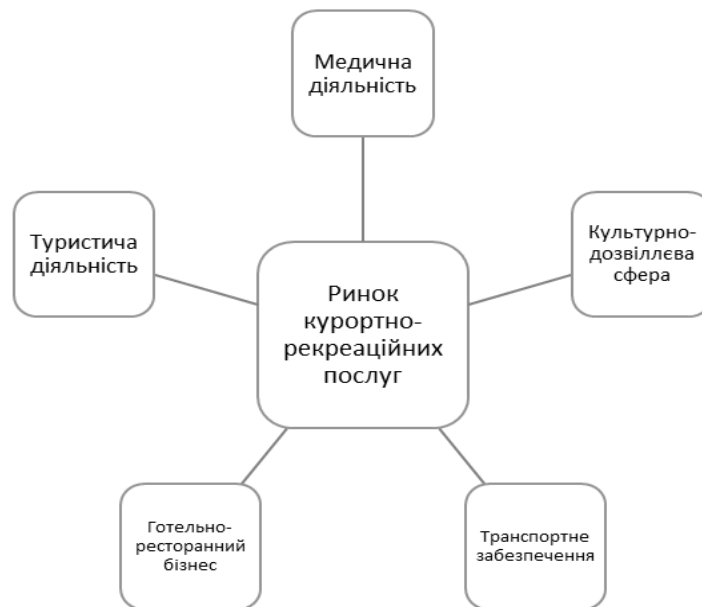 Медична
діяльність
Туристича
діяльність
Культурно-
дозвіллєва
сфера
Ринок
курортно-
рекреаційних
послуг
Готельно-
ресторанний
бізнес
Транспортне
забезпечення